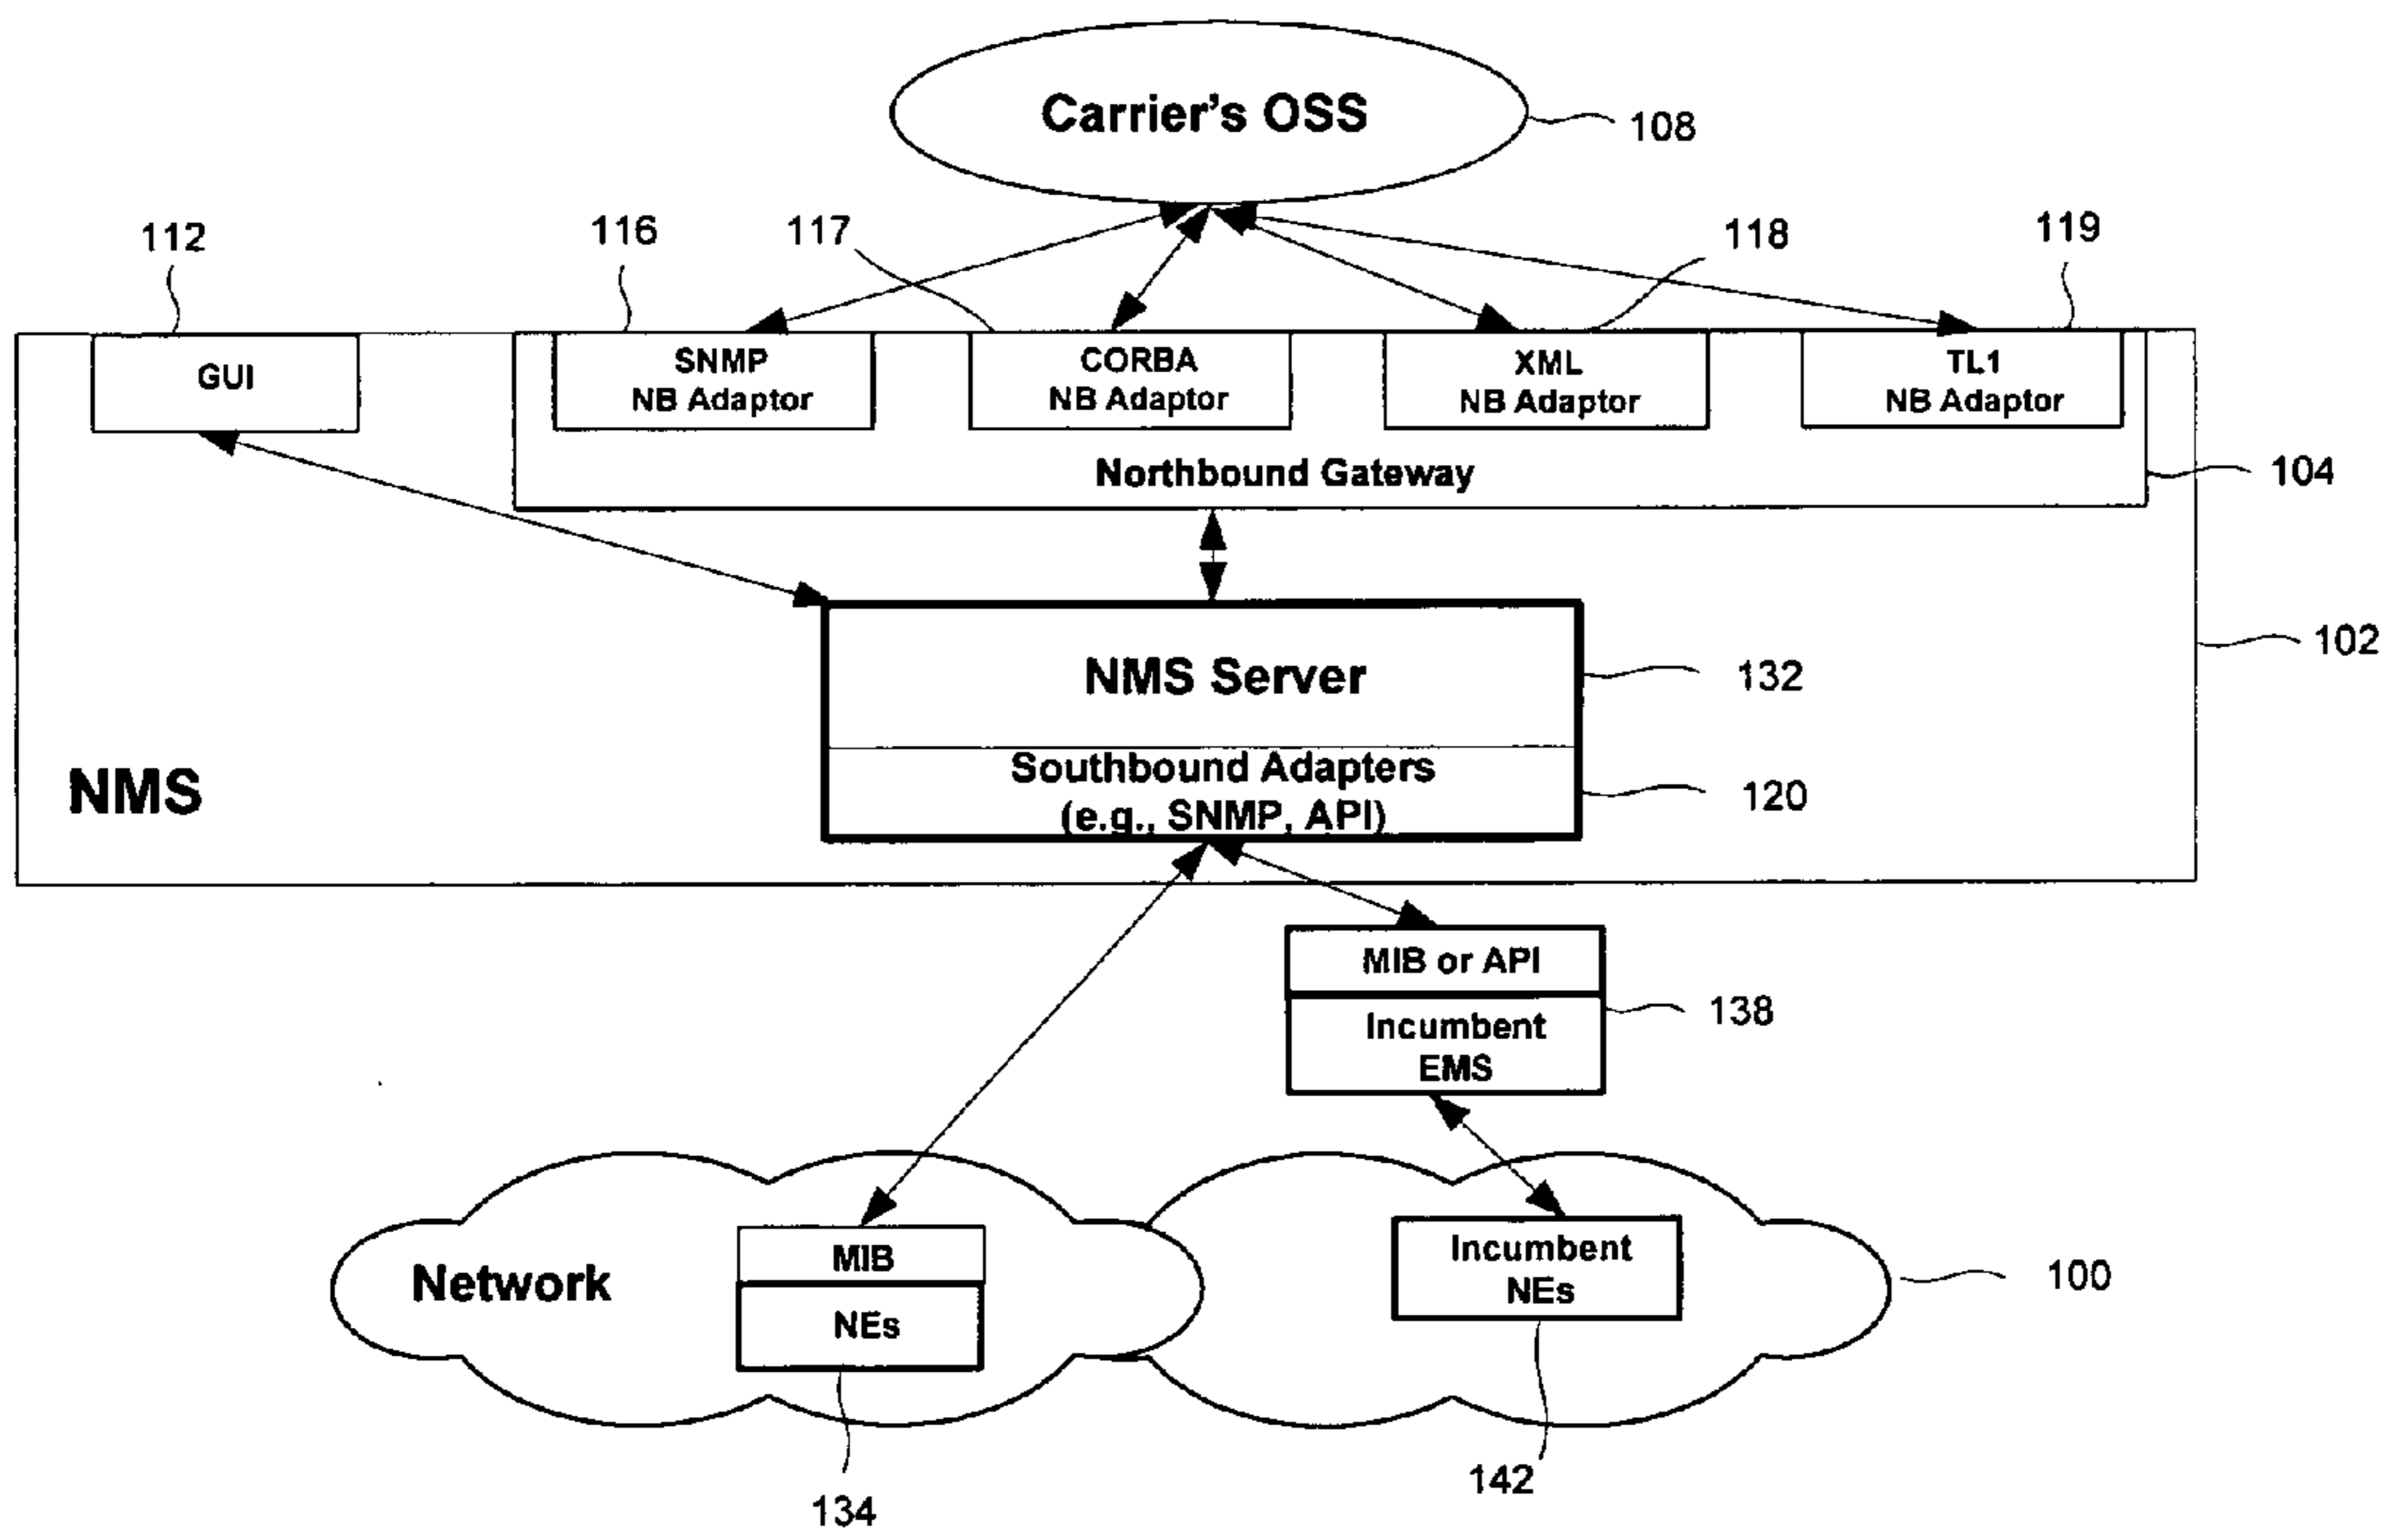 Carrier's OSS
108
112
116
117
118
119
GUI
SNMP
NB Adaptor
CORBA
NB Adaptor
XML
NB Adaptor
TL1
NB Adaptor
Northbound Gateway
104
NMS Server
132
102
Southbound Adapters
(e.g., SNMP, API)
120
NMS
MIB or API
138
Incumbent
EMS
Network
MIB
NEs
Incumbent
NEs
100
134
142